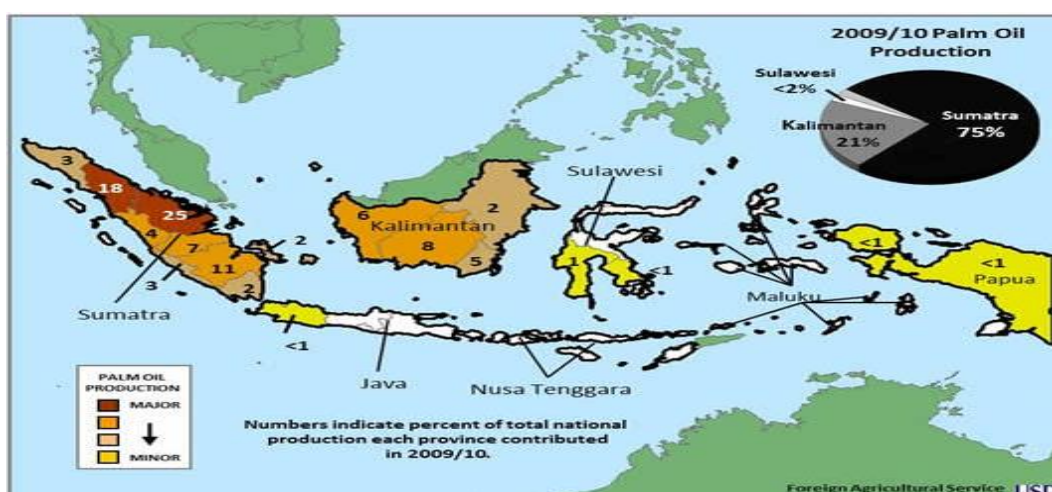 2009/10 Palm Oil
Production
Sulawesi
<2%
Sumatra
75%
Kalimantan
21%
3
18
25
4
7
2
11
3
2
Sumatra
6
Kalimantan
2
8
5
Sulawesi
1
<1
<1
<1
Papua
Maluku
<1
Java
Nusa Tenggara
PALM OIL
PRODUCTION
MAJOR
MINOR
Numbers indicate percent of total national
production each province contributed
in 2009/10.
Foreign Agricultural Service